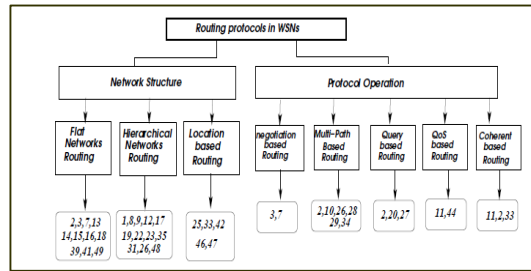 Routing protocols in WSNs
Network Structure
Protocol Operation
Flat
Networks
Routing
Hierarchical
Networks
Routing
Location
based
Routing
negotiation
based
Routing
Multi-Path
Based
Routing
Query
based
Routing
QoS
based
Routing
Coherent
based
Routing
2,3,7,13
14,15,16,18
39,41,49
1,8,9,12,17
19,22,23,35
31,26,48
25,33,42
46,47
3,7
2,10,26,28
29,34
2,20,27
11,44
11,2,33